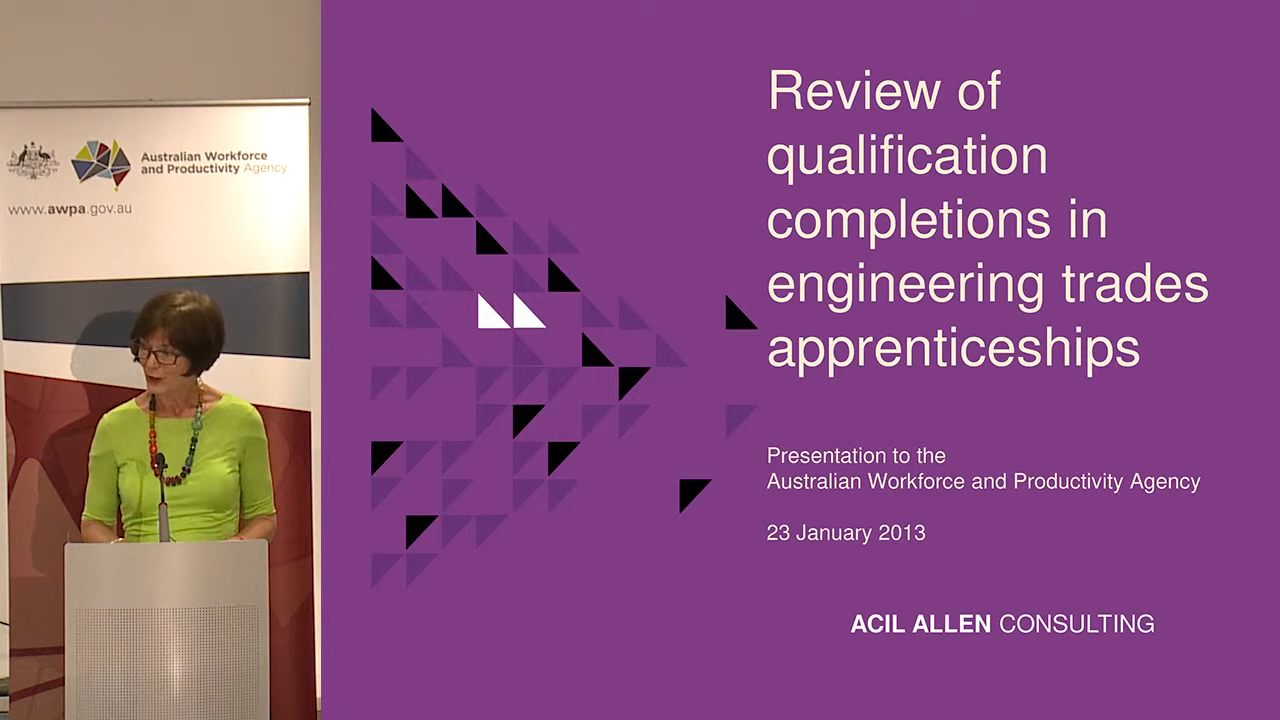 Australian Workforce
and Productivity Agency
www.awpa.gov.au
Review of
qualification
completions in
engineering trades
apprenticeships
Presentation to the
Australian Workforce and Productivity Agency
23 January 2013
ACIL ALLEN CONSULTING